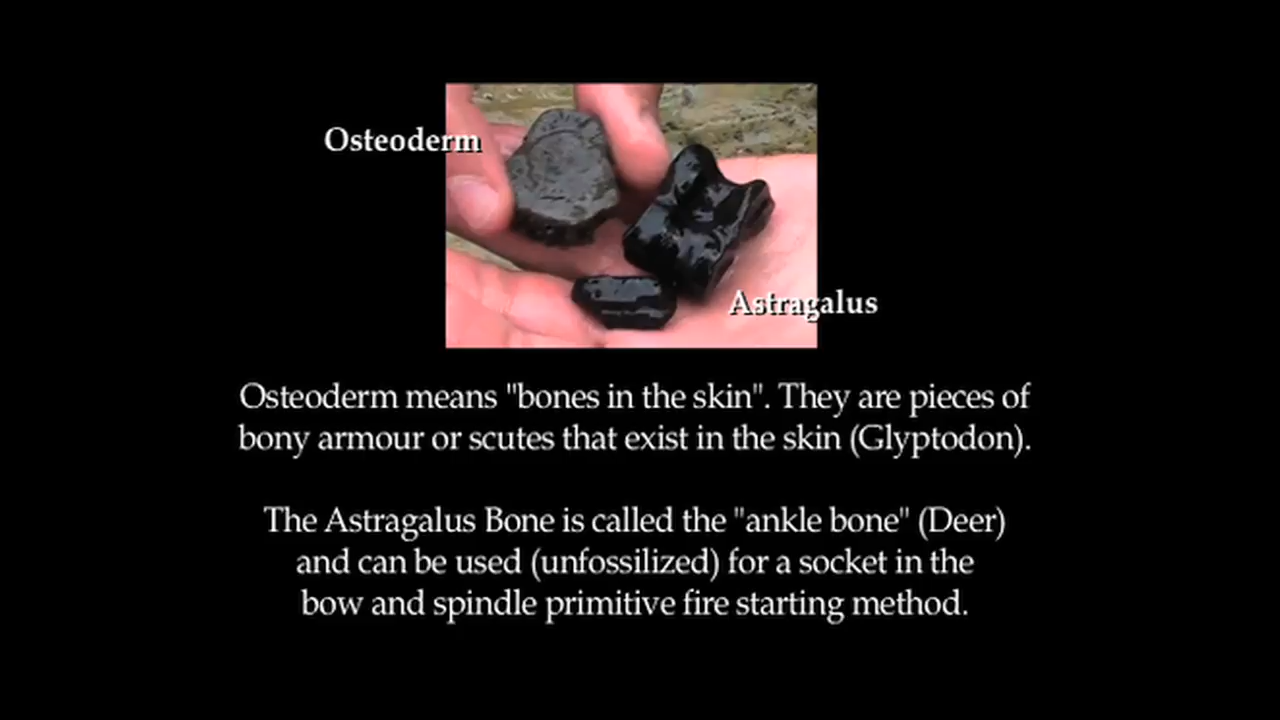 Osteoderm
Astragalus
Osteoderm means "bones in the skin". They are pieces of
bony armour or scutes that exist in the skin (Glyptodon).
The Astragalus Bone is called the "ankle bone" (Deer)
and can be used (unfossilized) for a socket in the
bow and spindle primitive fire starting method.